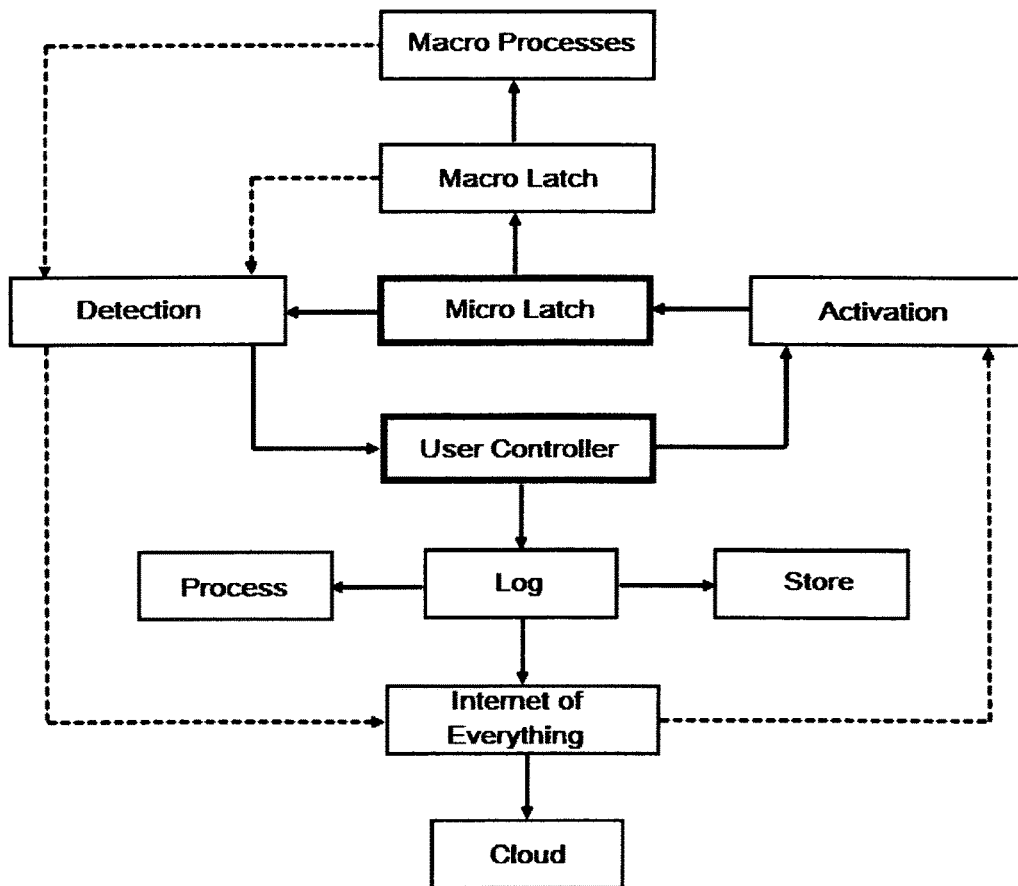 Macro Processes
Macro Latch
Detection
Micro Latch
Activation
User Controller
Process
Log
Store
Internet of
Everything
Cloud